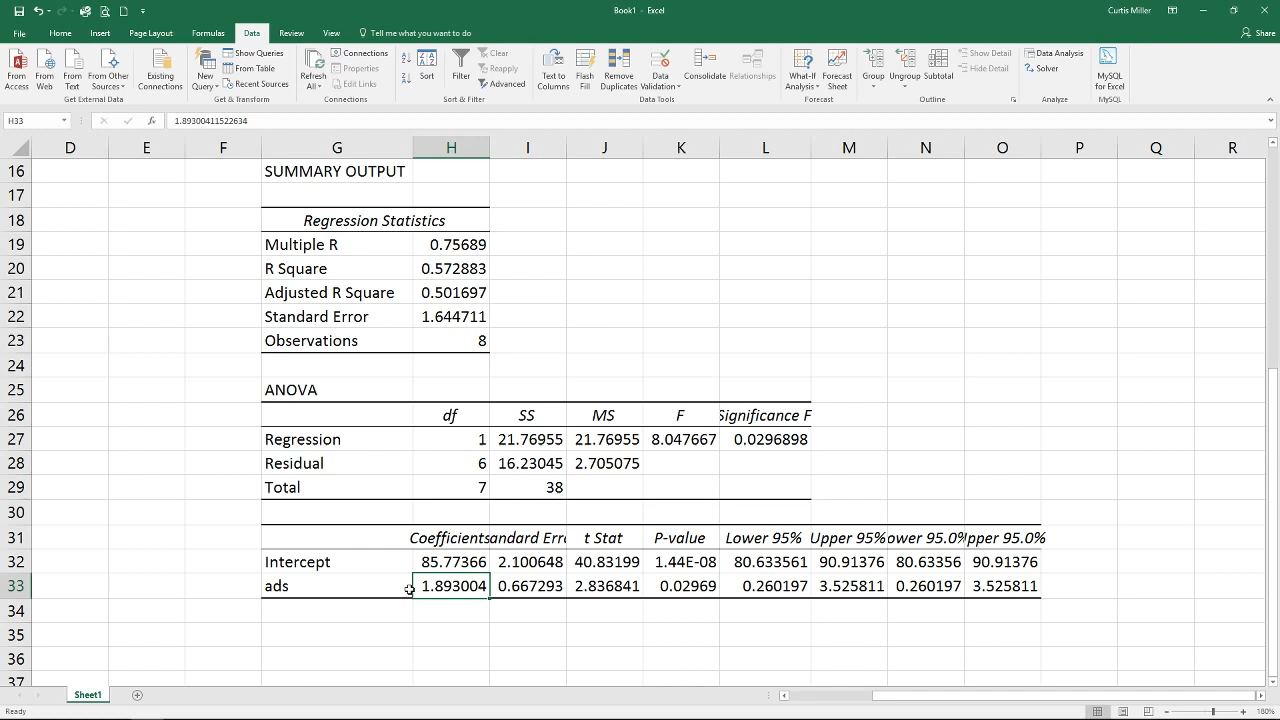 Book1 - Excel
Curtis Miller
File Home Insert Page Layout Formulas Data Review View Tell me what you want to do Share
From Access
From Web
From Text
From Other Sources
Existing Connections
Get External Data
New Query
Show Queries
From Table
Recent Sources
Get & Transform
Refresh All
Connections
Properties
Edit Links
Connections
Sort
Filter
Clear
Reapply
Advanced
Sort & Filter
Text to Columns
Flash Fill
Remove Duplicates
Data Validation
Consolidate
Relationships
Data Tools
What-If Analysis
Forecast Sheet
Forecast
Group
Ungroup
Subtotal
Show Detail
Hide Detail
Outline
Data Analysis
Solver
Analyze
MySQL for Excel
MySQL
H33 fx 1.89300411522634
D E F G H I J K L M N O P Q R
16 SUMMARY OUTPUT
17
18 Regression Statistics
19 Multiple R 0.75689
20 R Square 0.572883
21 Adjusted R Square 0.501697
22 Standard Error 1.644711
23 Observations 8
24
25 ANOVA
26 df SS MS F Significance F
27 Regression 1 21.76955 21.76955 8.047667 0.0296898
28 Residual 6 16.23045 2.705075
29 Total 7 38
30
31 Coefficients andard Erro t Stat P-value Lower 95% Upper 95% ower 95.0% pper 95.0%
32 Intercept 85.77366 2.100648 40.83199 1.44E-08 80.633561 90.91376 80.63356 90.91376
33 ads 1.893004 0.667293 2.836841 0.02969 0.260197 3.525811 0.260197 3.525811
34
35
36
37
Sheet1
Ready
180%